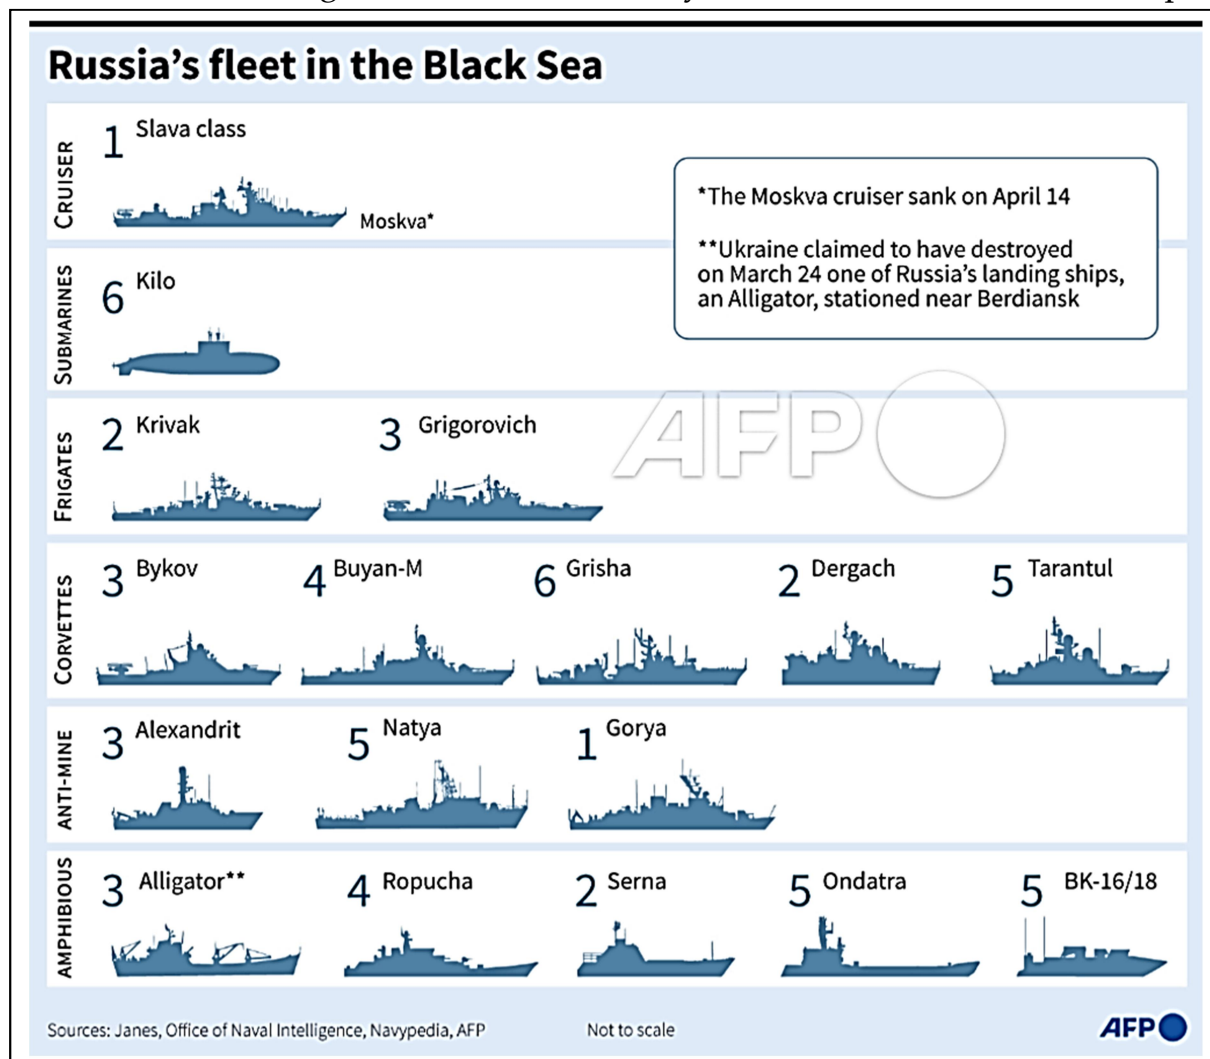 Russia's fleet in the Black Sea
CRUISER
1 Slava class
Moskva*
*The Moskva cruiser sank on April 14
**Ukraine claimed to have destroyed
on March 24 one of Russia's landing ships,
an Alligator, stationed near Berdiansk
SUBMARINES
6 Kilo
AFP
FRIGATES
2 Krivak
3 Grigorovich
CORVETTES
3 Bykov
4 Buyan-M
6 Grisha
2 Dergach
5 Tarantul
ANTI-MINE
3 Alexandrit
5 Natya
1 Gorya
AMPHIBIOUS
3 Alligator**
4 Ropucha
2 Serna
5 Ondatra
5 BK-16/18
Sources: Janes, Office of Naval Intelligence, Navypedia, AFP
Not to scale
AFP